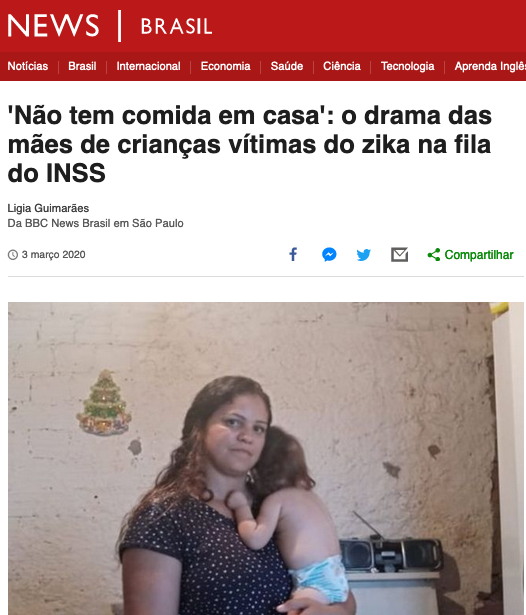 NEWS BRASIL
Notícias Brasil Internacional Economia Saúde Ciência Tecnologia Aprenda Inglês
'Não tem comida em casa': o drama das
mães de crianças vítimas do zika na fila
do INSS
Ligia Guimarães
Da BBC News Brasil em São Paulo
3 março 2020
Compartilhar